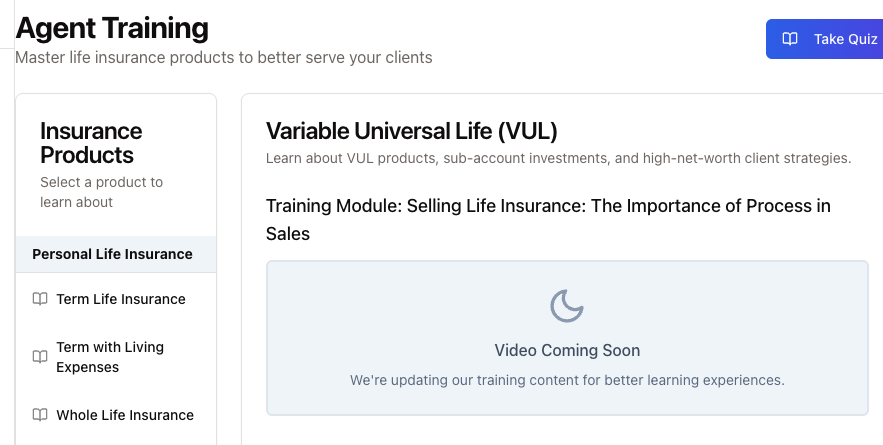 Agent Training
Master life insurance products to better serve your clients
Take Quiz
Insurance
Products
Select a product to
learn about
Personal Life Insurance
Term Life Insurance
Term with Living
Expenses
Whole Life Insurance
Variable Universal Life (VUL)
Learn about VUL products, sub-account investments, and high-net-worth client strategies.
Training Module: Selling Life Insurance: The Importance of Process in
Sales
Video Coming Soon
We're updating our training content for better learning experiences.